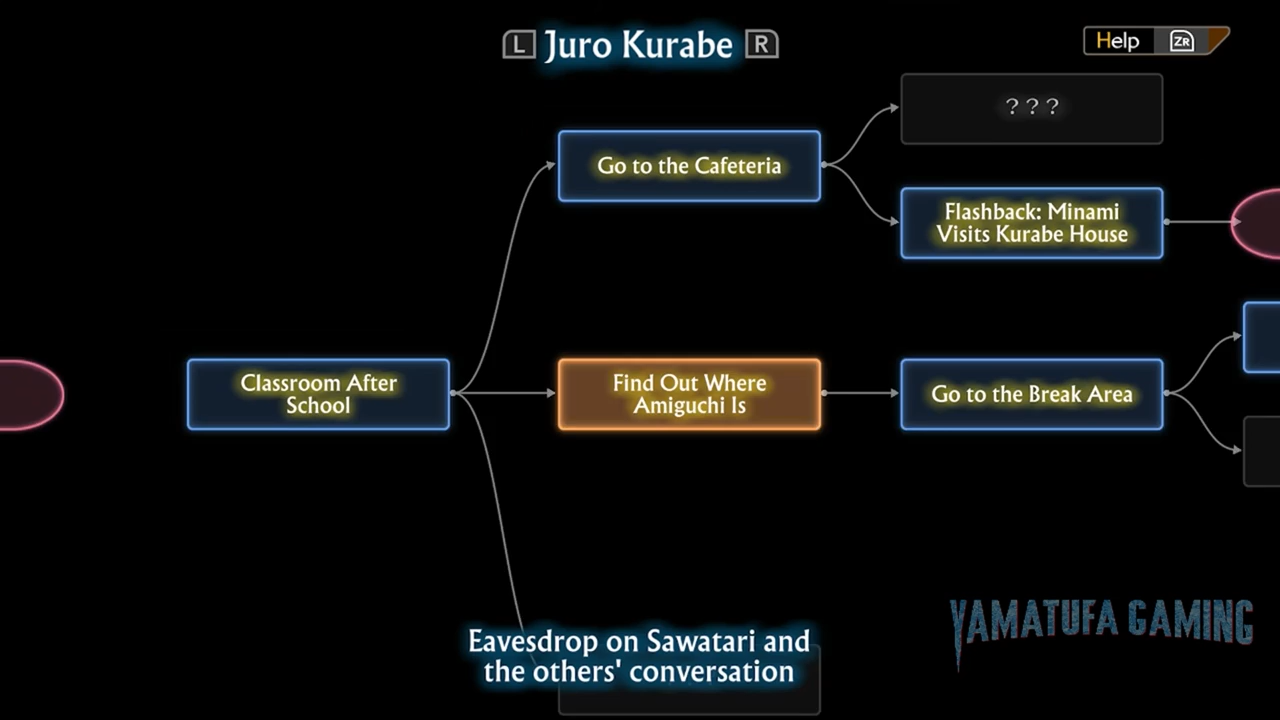 L Juro Kurabe R
Help ZR
? ? ?
Go to the Cafeteria
Flashback: Minami
Visits Kurabe House
Classroom After
School
Find Out Where
Amiguchi Is
Go to the Break Area
Eavesdrop on Sawatari and
the others' conversation
YAMATUFA GAMING